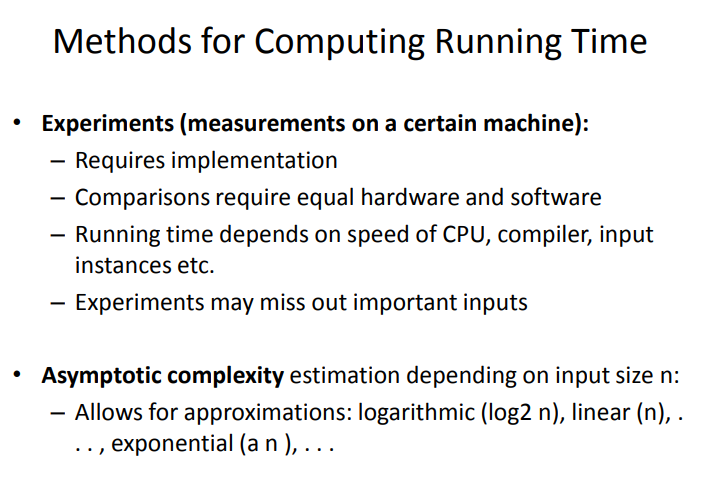 Methods for Computing Running Time
• Experiments (measurements on a certain machine):
– Requires implementation
– Comparisons require equal hardware and software
– Running time depends on speed of CPU, compiler, input
instances etc.
– Experiments may miss out important inputs
• Asymptotic complexity estimation depending on input size n:
– Allows for approximations: logarithmic (log2 n), linear (n), .
. . , exponential (a n ), . . .